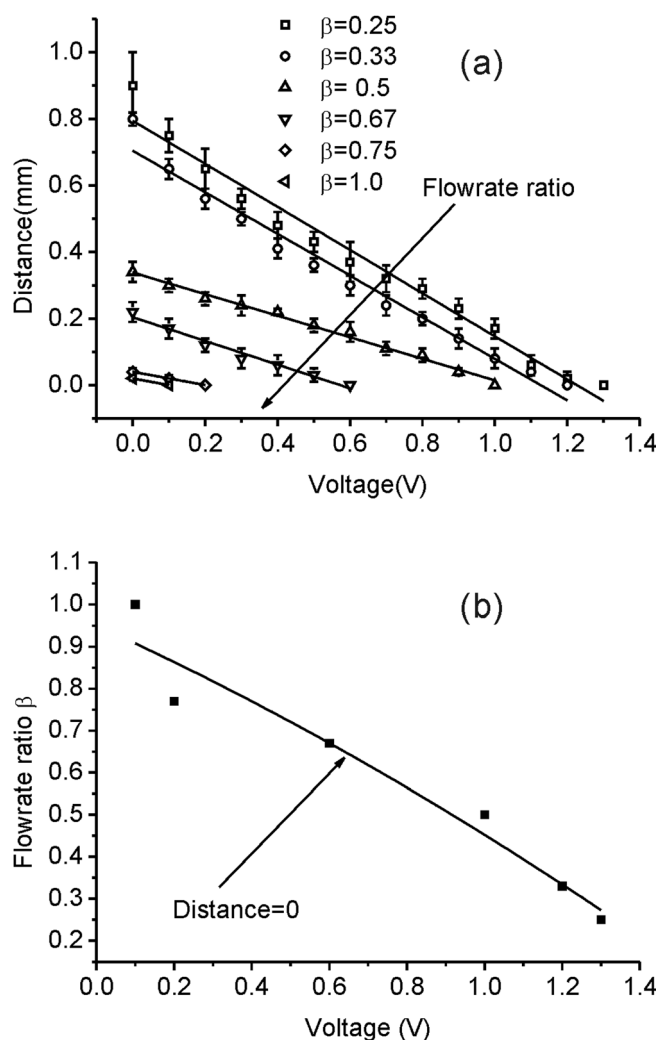 β=0.25
β=0.33
β= 0.5
β=0.67
β=0.75
β=1.0
(a)
Flowrate ratio
Distance(mm)
1.0
0.8
0.6
0.4
0.2
0.0
0.0 0.2 0.4 0.6 0.8 1.0 1.2 1.4
Voltage(V)
(b)
Flowrate ratio β
1.1
1.0
0.9
0.8
0.7
0.6
0.5
0.4
0.3
0.2
Distance=0
0.0 0.2 0.4 0.6 0.8 1.0 1.2 1.4
Voltage (V)